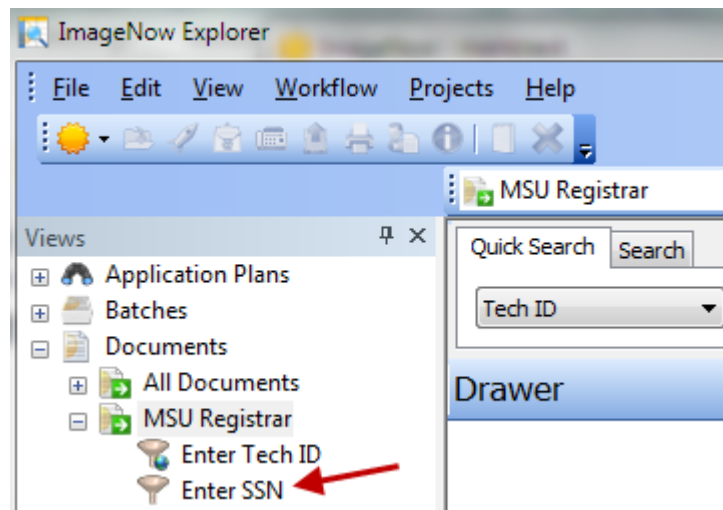 ImageNow Explorer
File Edit View Workflow Projects Help
MSU Registrar
Views
Quick Search Search
Application Plans
Batches
Tech ID
Documents
All Documents
Drawer
MSU Registrar
Enter Tech ID
Enter SSN